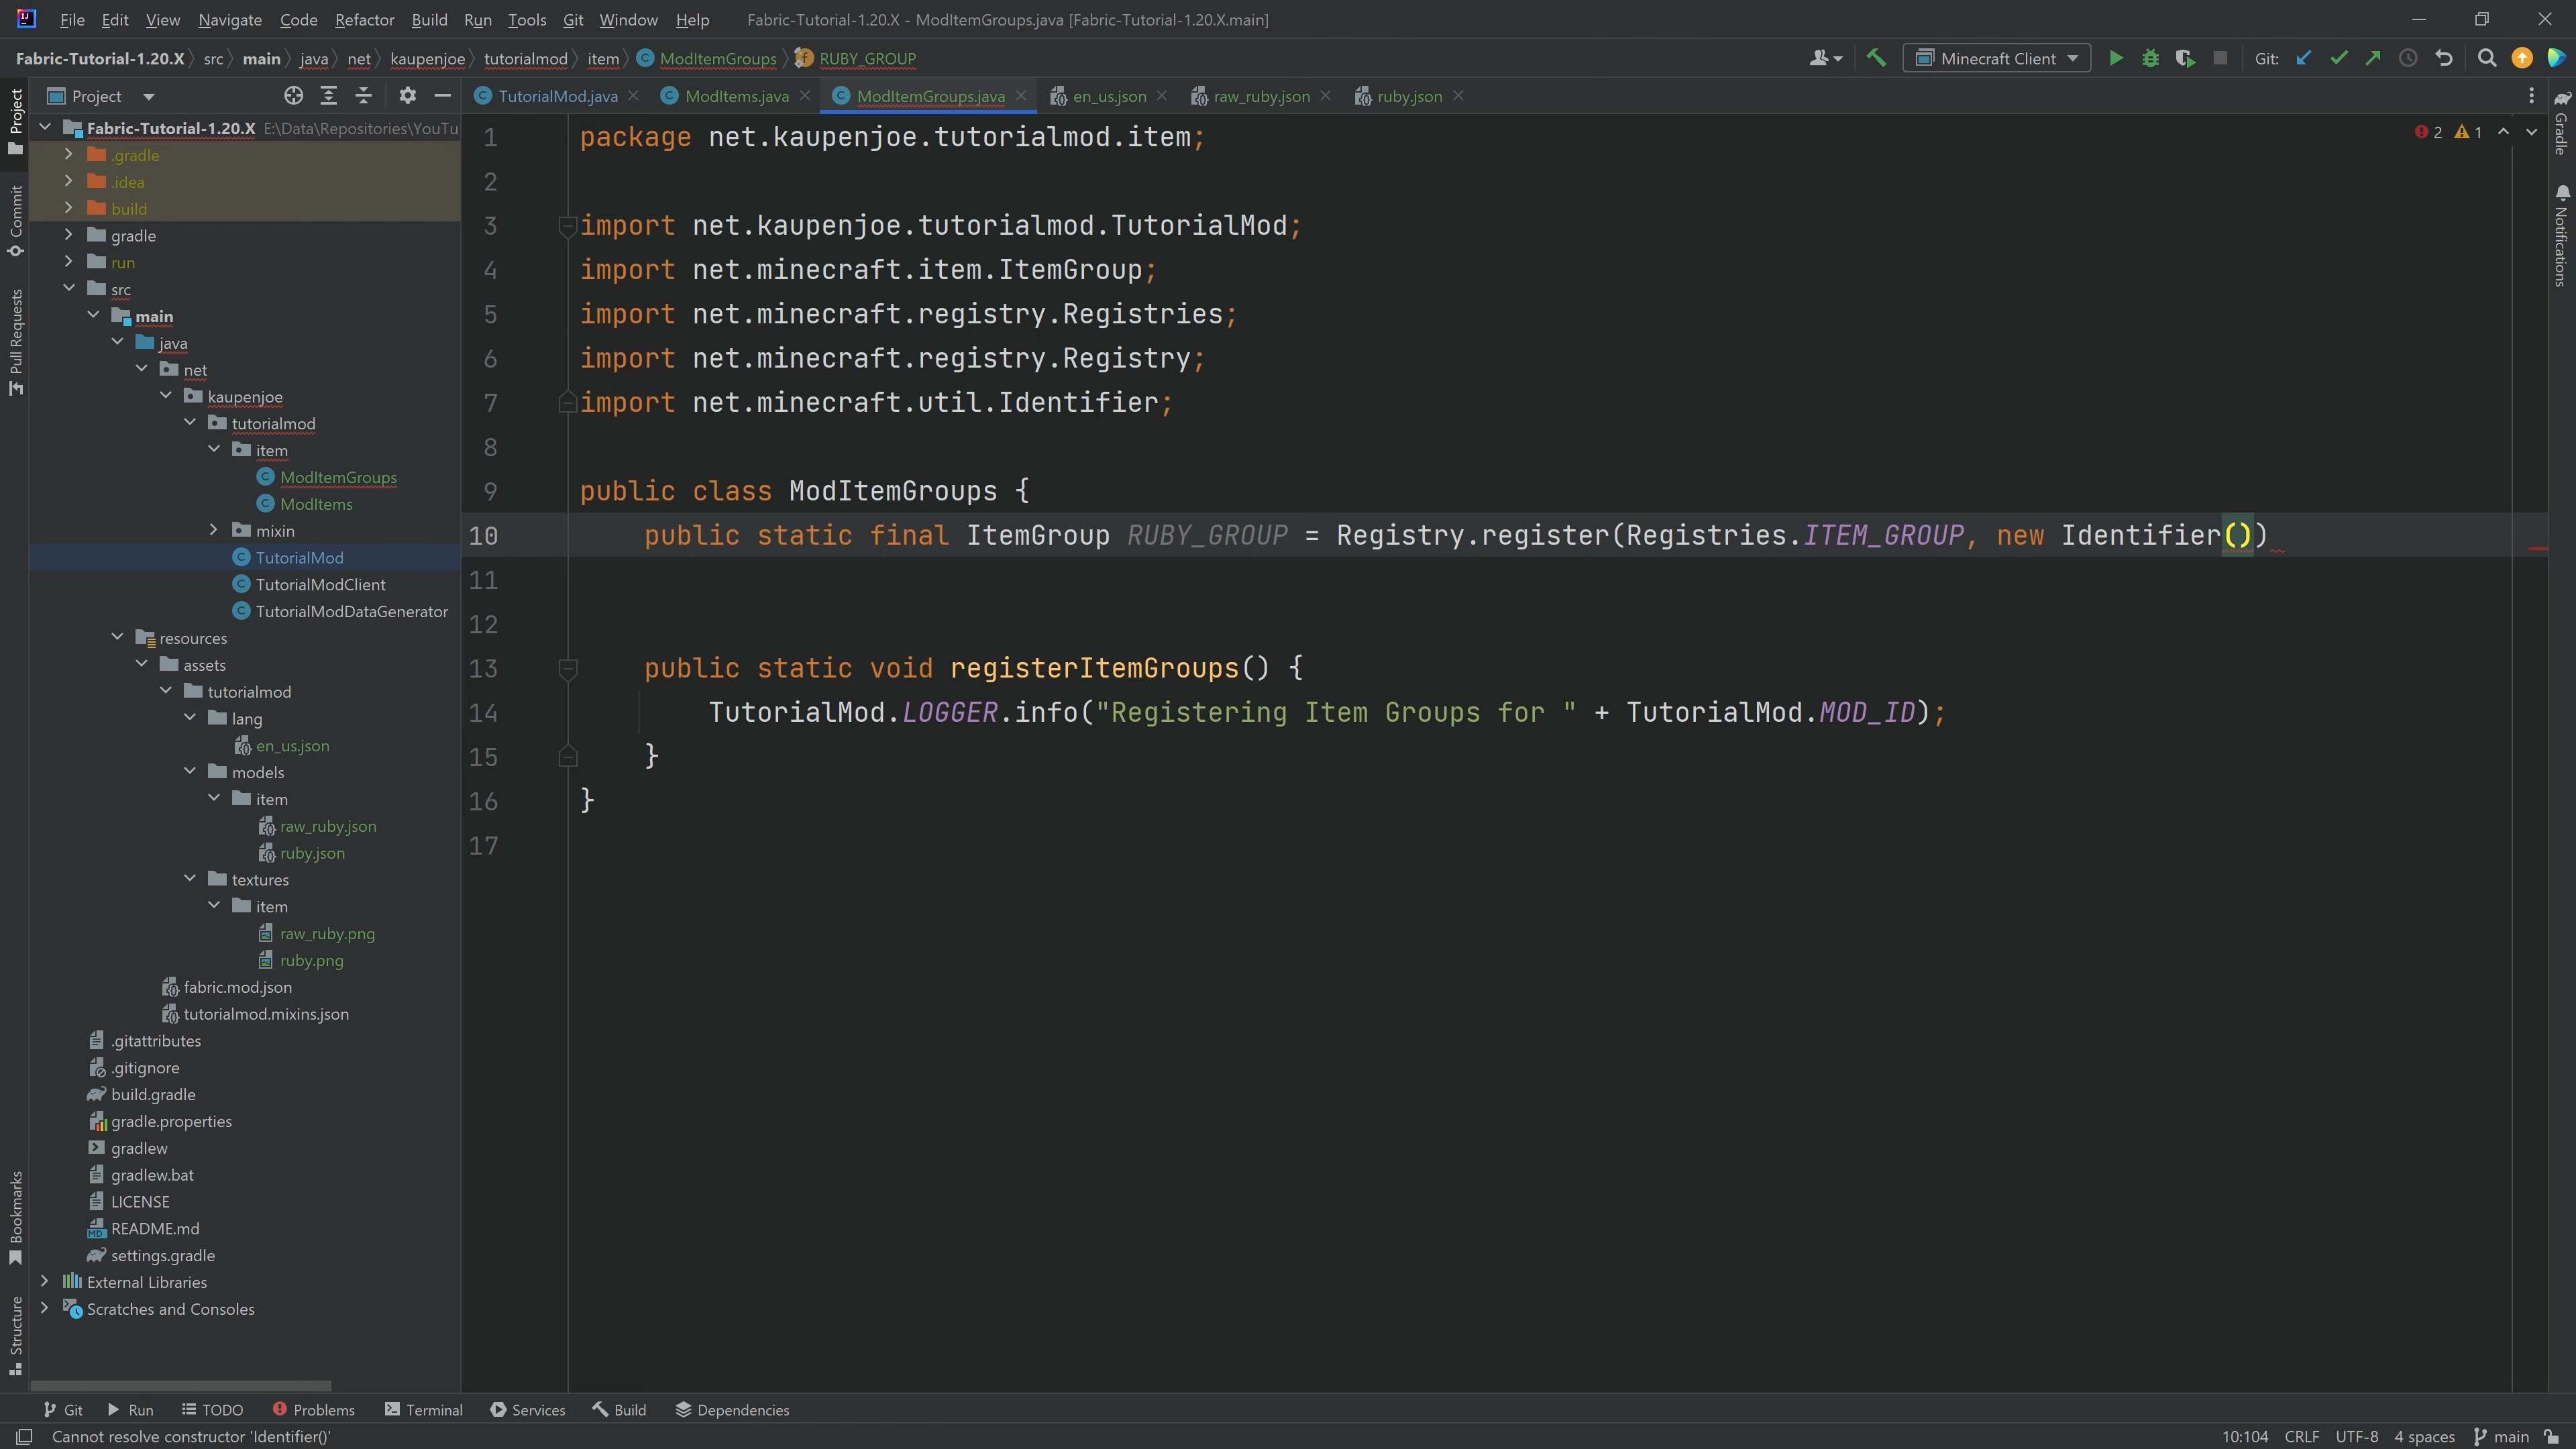 File Edit View Navigate Code Refactor Build Run Tools Git Window Help Fabric-Tutorial-1.20.X - ModItemGroups.java [Fabric-Tutorial-1.20.X.main]
Fabric-Tutorial-1.20.X src main java net kaupenjoe tutorialmod item ModItemGroups RUBY_GROUP Minecraft Client Git:
Project TutorialMod.java ModItems.java ModItemGroups.java en_us.json raw_ruby.json ruby.json
Project
Commit
Pull Requests
Bookmarks
Structure
Fabric-Tutorial-1.20.X E:\Data\Repositories\YouTu
.gradle
.idea
build
gradle
run
src
main
java
net
kaupenjoe
tutorialmod
item
ModItemGroups
ModItems
mixin
TutorialMod
TutorialModClient
TutorialModDataGenerator
resources
assets
tutorialmod
lang
en_us.json
models
item
raw_ruby.json
ruby.json
textures
item
raw_ruby.png
ruby.png
fabric.mod.json
tutorialmod.mixins.json
.gitattributes
.gitignore
build.gradle
gradle.properties
gradlew
gradlew.bat
LICENSE
README.md
settings.gradle
External Libraries
Scratches and Consoles
1 package net.kaupenjoe.tutorialmod.item;
2
3 import net.kaupenjoe.tutorialmod.TutorialMod;
4 import net.minecraft.item.ItemGroup;
5 import net.minecraft.registry.Registries;
6 import net.minecraft.registry.Registry;
7 import net.minecraft.util.Identifier;
8
9 public class ModItemGroups {
10 public static final ItemGroup RUBY_GROUP = Registry.register(Registries.ITEM_GROUP, new Identifier())
11
12
13 public static void registerItemGroups() {
14 TutorialMod.LOGGER.info("Registering Item Groups for " + TutorialMod.MOD_ID);
15 }
16 }
17
2 1
Gradle
Notifications
Git Run TODO Problems Terminal Services Build Dependencies
Cannot resolve constructor 'Identifier()' 10:104 CRLF UTF-8 4 spaces main